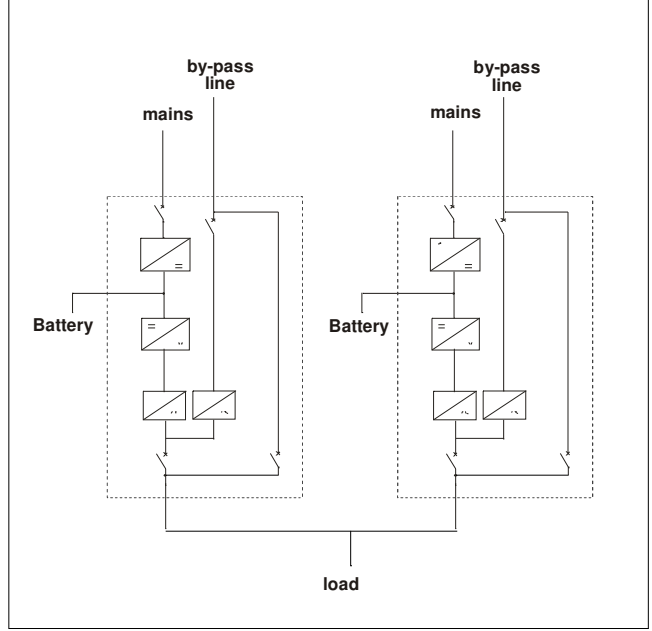 by-pass
line
mains
by-pass
line
mains
Battery
Battery
load